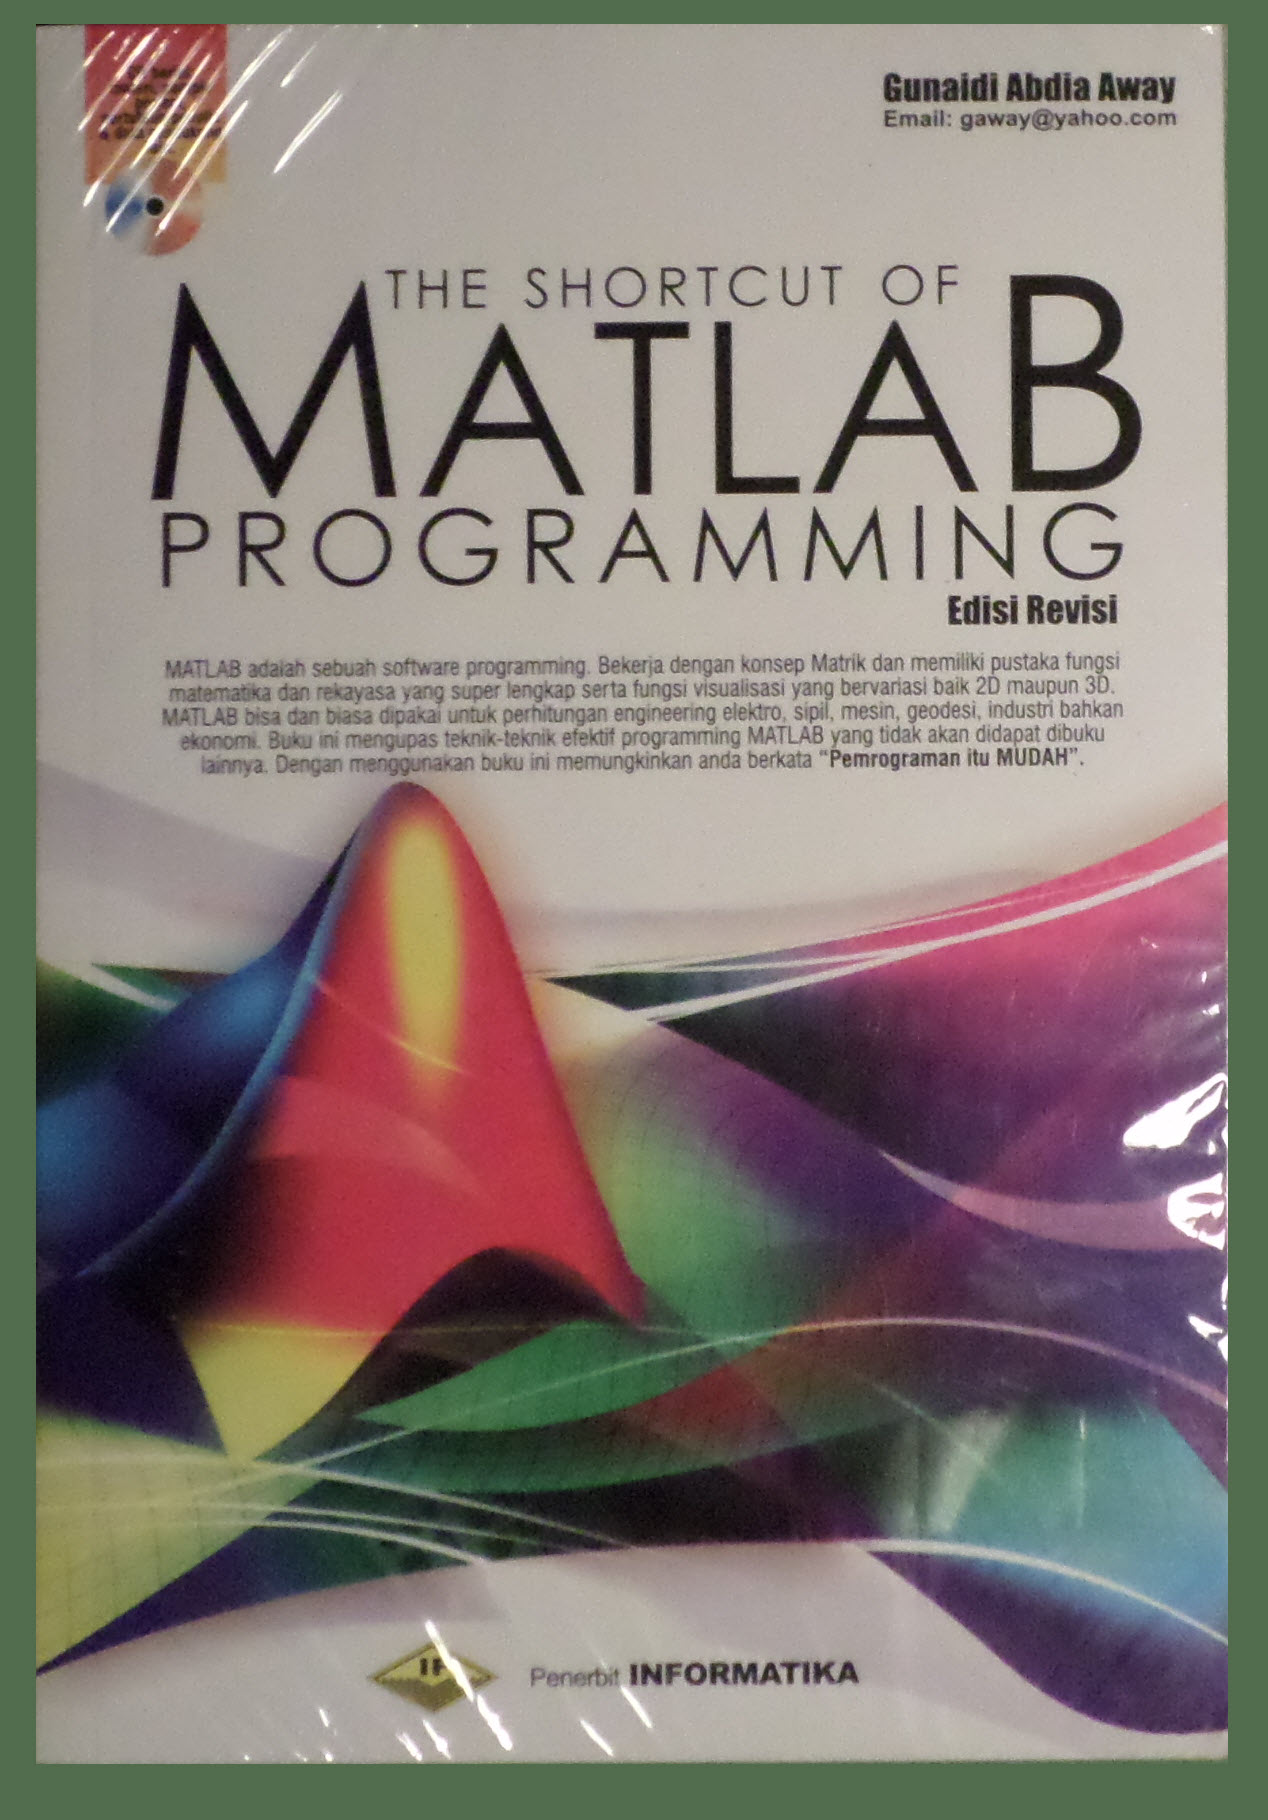 Gunaidi Abdia Away
Email: gaway@yahoo.com
THE SHORTCUT OF
MATLAB
PROGRAMMING
Edisi Revisi
MATLAB adalah sebuah software programming. Bekerja dengan konsep Matrik dan memiliki pustaka fungsi
matematika dan rekayasa yang super lengkap serta fungsi visualisasi yang bervariasi baik 2D maupun 3D.
MATLAB bisa dan biasa dipakai untuk perhitungan engineering elektro, sipil, mesin, geodesi, industri bahkan
ekonomi. Buku ini mengupas teknik-teknik efektif programming MATLAB yang tidak akan didapat dibuku
lainnya. Dengan menggunakan buku ini memungkinkan anda berkata "Pemrograman itu MUDAH".
IF
Penerbit INFORMATIKA